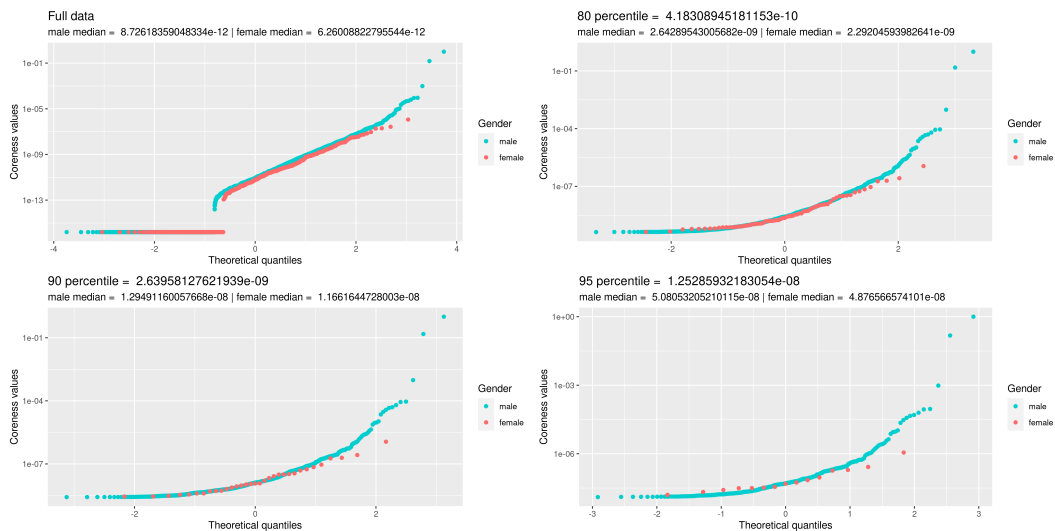 Full data
male median = 8.72618359048334e-12 | female median = 6.26008822795544e-12
1e-01
1e-05
1e-09
1e-13
Coreness values
-4
-2
0
2
4
Theoretical quantiles
Gender
male
female
80 percentile = 4.18308945181153e-10
male median = 2.64289543005682e-09 | female median = 2.29204593982641e-09
1e-01
1e-04
1e-07
Coreness values
-2
0
2
Theoretical quantiles
Gender
male
female
90 percentile = 2.63958127621939e-09
male median = 1.29491160057668e-08 | female median = 1.1661644728003e-08
1e-01
1e-04
1e-07
Coreness values
-2
0
2
Theoretical quantiles
Gender
male
female
95 percentile = 1.25285932183054e-08
male median = 5.08053205210115e-08 | female median = 4.876566574101e-08
1e+00
1e-03
1e-06
Coreness values
-3
-2
-1
0
1
2
3
Theoretical quantiles
Gender
male
female